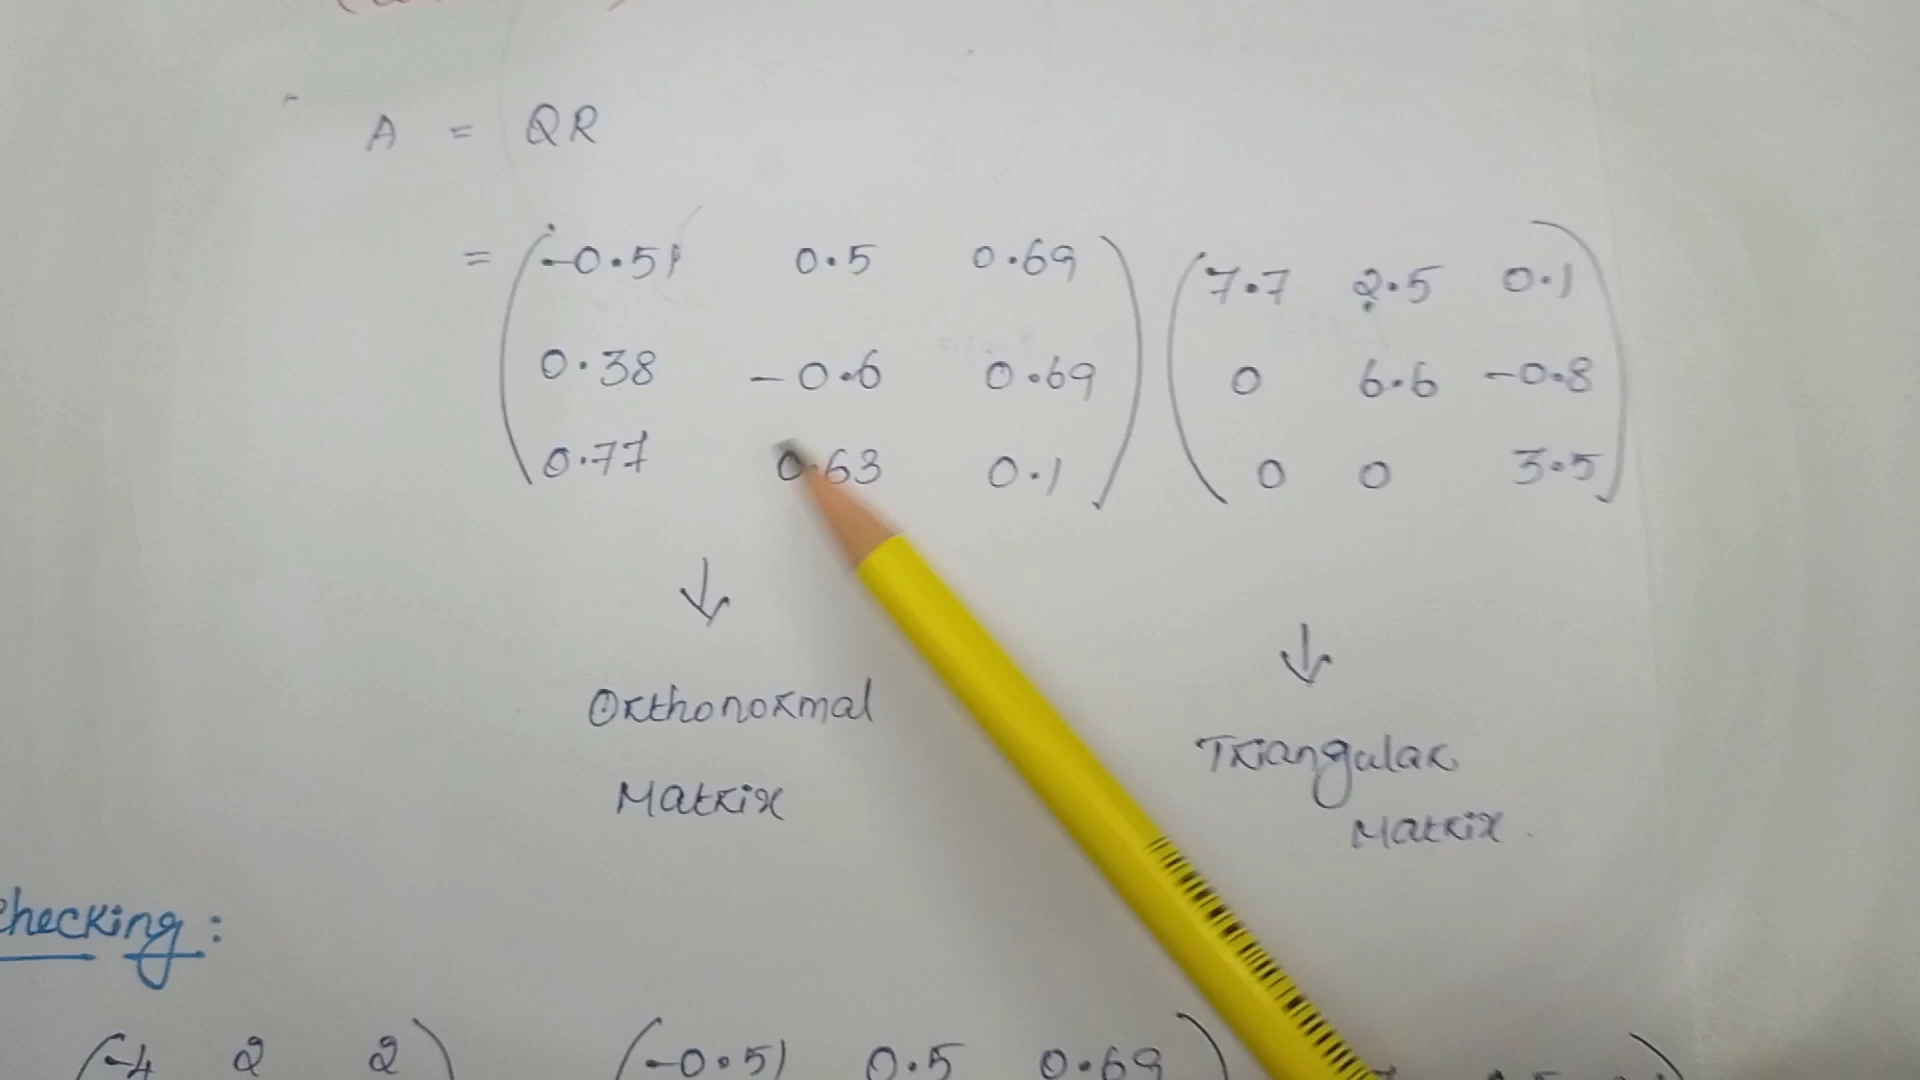 A = QR
= (-0.51 0.5 0.69) (7.7 2.5 0.1)
0.38 -0.6 0.69 0 6.6 -0.8
0.77 0.63 0.1 0 0 3.5
↓ ↓
Orthonormal Matrix
Triangular Matrix
Checking:
(-4 2 2) (-0.51 0.5 0.69)